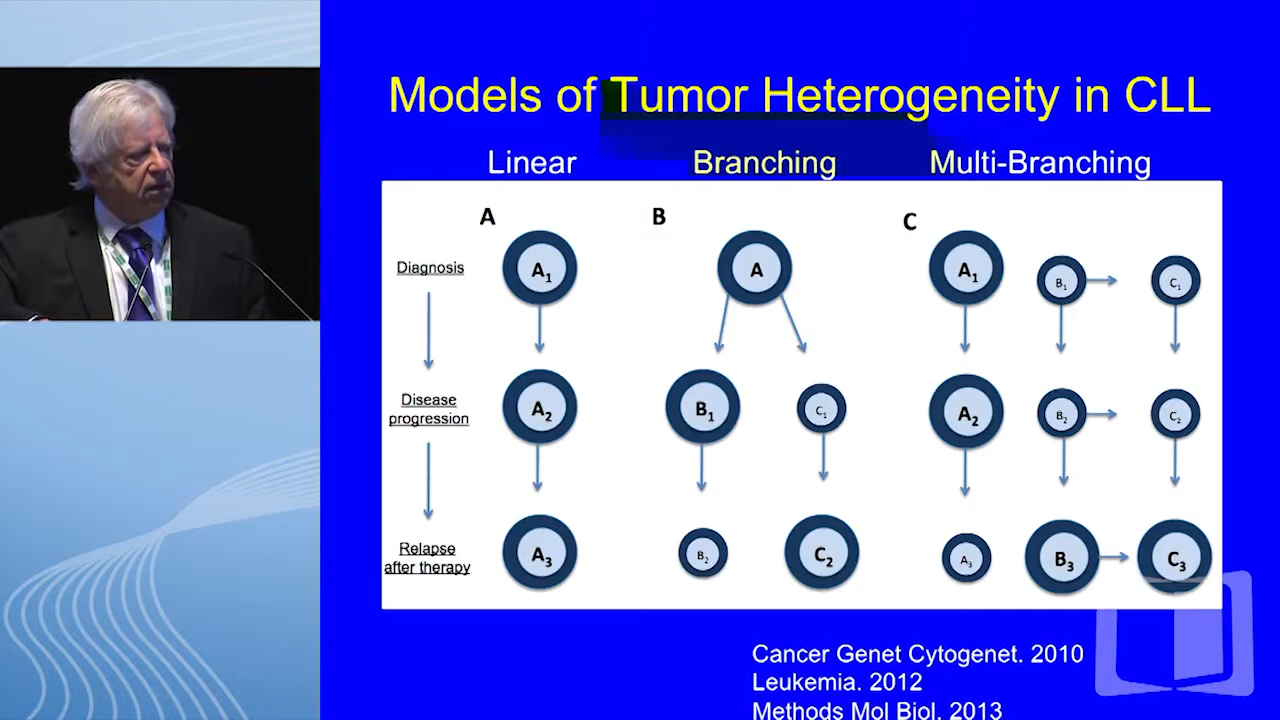 Models of Tumor Heterogeneity in CLL
Linear
Branching
Multi-Branching
A
B
C
Diagnosis
A1
A
A1
B1
C1
Disease
progression
A2
B1
C1
A2
B2
C2
Relapse
after therapy
A3
B2
C2
A3
B3
C3
Cancer Genet Cytogenet. 2010
Leukemia. 2012
Methods Mol Biol. 2013